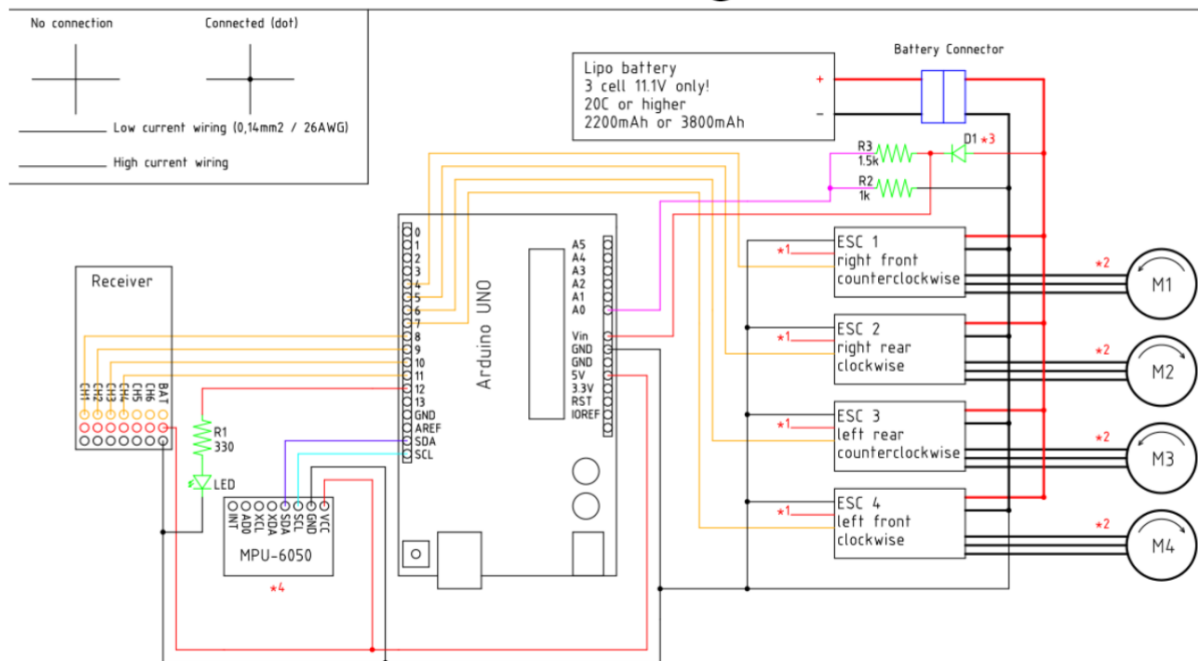 No connection
Connected (dot)
Low current wiring (0,14mm2 / 26AWG)
High current wiring
Lipo battery
3 cell 11.1V only!
20C or higher
2200mAh or 3800mAh
+
−
Battery Connector
R3
1.5k
R2
1k
D1 *3
Receiver
CH1
CH2
CH3
CH4
CH5
CH6
BAT
R1
330
LED
INT
AD0
XCL
XDA
SDA
SCL
GND
VCC
MPU-6050
*4
Arduino UNO
0
1
2
3
4
5
6
7
8
9
10
11
12
13
GND
AREF
SDA
SCL
A5
A4
A3
A2
A1
A0
Vin
GND
GND
5V
3.3V
RST
IOREF
*1
ESC 1
right front
counterclockwise
*2
M1
*1
ESC 2
right rear
clockwise
*2
M2
*1
ESC 3
left rear
counterclockwise
*2
M3
*1
ESC 4
left front
clockwise
*2
M4